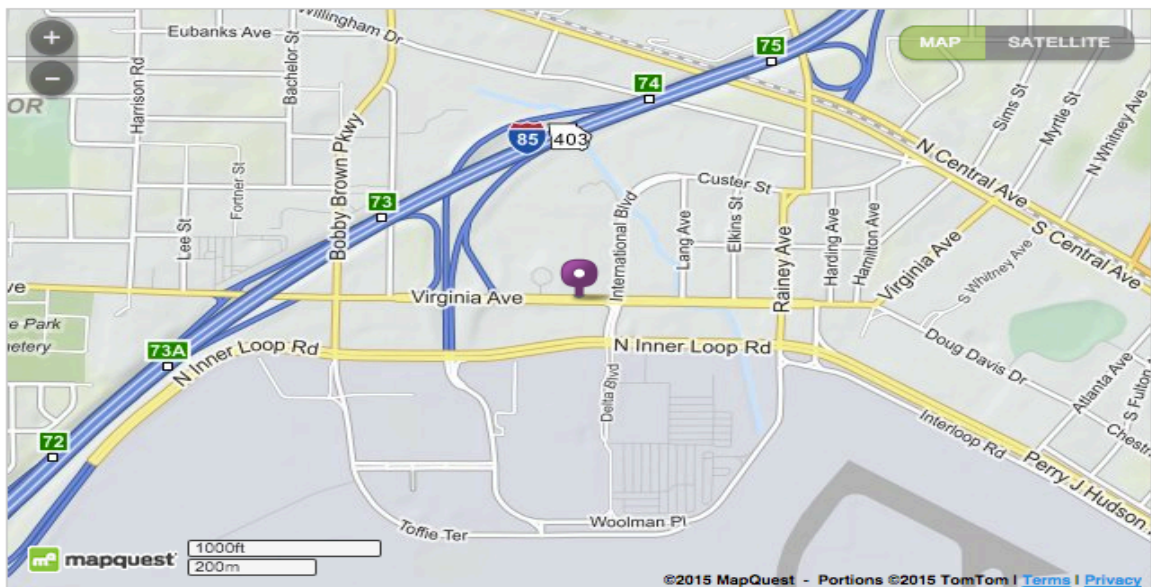 Willingham Dr
Eubanks Ave
Bachelor St
Harrison Rd
75
MAP
SATELLITE
74
OR
Sims St
Myrtle St
N Whitney Ave
85
403
N Central Ave
Fortner St
Custer St
73
Bobby Brown Pkwy
International Blvd
Lee St
Lang Ave
Elkins St
Rainey Ave
Harding Ave
Hamilton Ave
S Central Ave
Virginia Ave
S Whitney Ave
ve
Virginia Ave
e Park
etery
73A
N Inner Loop Rd
N Inner Loop Rd
Doug Davis Dr
Delta Blvd
Atlanta Ave
S Fulton A
72
Interloop Rd
Chestn
Perry J Hudson
Toffie Ter
Woolman Pl
mapquest
1000ft
200m
©2015 MapQuest - Portions ©2015 TomTom | Terms | Privacy